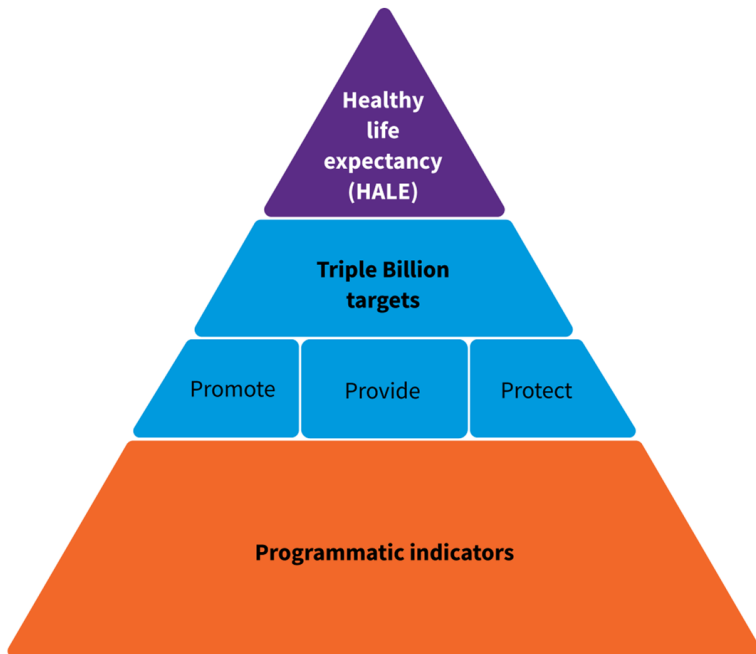 Healthy
life
expectancy
(HALE)
Triple Billion
targets
Promote
Provide
Protect
Programmatic indicators